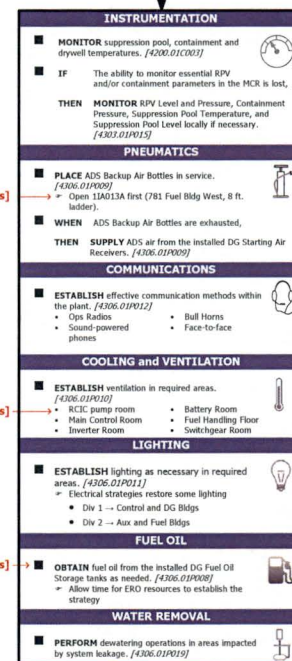 INSTRUMENTATION
MONITOR suppression pool, containment and
drywell temperatures. [4200.01C003]
IF The ability to monitor essential RPV
and/or containment parameters in the MCR is lost,
THEN MONITOR RPV Level and Pressure, Containment
Pressure, Suppression Pool Temperature, and
Suppression Pool Level locally if necessary.
[4303.01P015]
PNEUMATICS
PLACE ADS Backup Air Bottles in service.
[4306.01P009]
s]
☞ Open 1IA013A first (781 Fuel Bldg West, 8 ft.
ladder).
WHEN ADS Backup Air Bottles are exhausted,
THEN SUPPLY ADS air from the installed DG Starting Air
Receivers. [4306.01P009]
COMMUNICATIONS
ESTABLISH effective communication methods within
the plant. [4306.01P012]
• Ops Radios • Bull Horns
• Sound-powered • Face-to-face
phones
COOLING and VENTILATION
ESTABLISH ventilation in required areas.
[4306.01P010]
s]
• RCIC pump room • Battery Room
• Main Control Room • Fuel Handling Floor
• Inverter Room • Switchgear Room
LIGHTING
ESTABLISH lighting as necessary in required
areas. [4306.01P011]
☞ Electrical strategies restore some lighting
• Div 1 → Control and DG Bldgs
• Div 2 → Aux and Fuel Bldgs
FUEL OIL
s]
OBTAIN fuel oil from the installed DG Fuel Oil
Storage tanks as needed. [4306.01P008]
☞ Allow time for ERO resources to establish the
strategy
WATER REMOVAL
PERFORM dewatering operations in areas impacted
by system leakage. [4306.01P019]